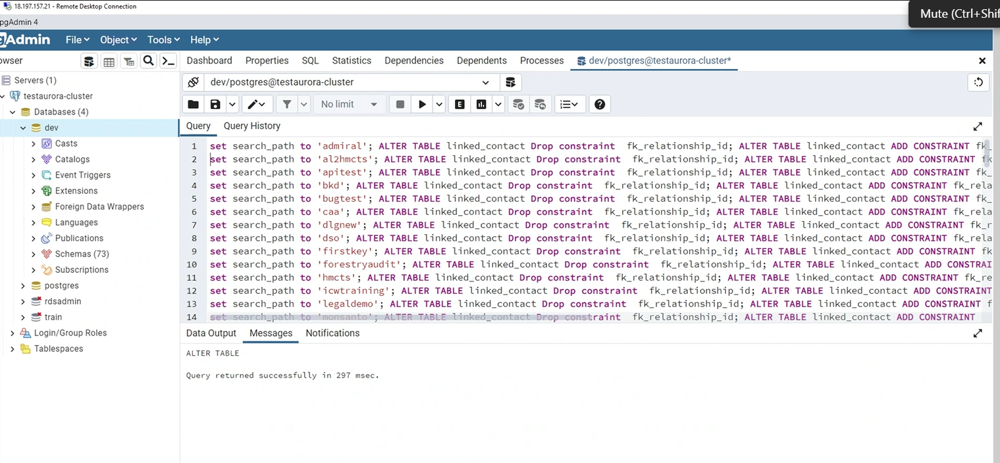 18.197.157.21 - Remote Desktop Connection
Mute (Ctrl+Shif
pgAdmin 4
gAdmin File Object Tools Help
owser
Dashboard Properties SQL Statistics Dependencies Dependents Processes dev/postgres@testaurora-cluster*
Servers (1)
testaurora-cluster
Databases (4)
dev
Casts
Catalogs
Event Triggers
Extensions
Foreign Data Wrappers
Languages
Publications
Schemas (73)
Subscriptions
postgres
rdsadmin
train
Login/Group Roles
Tablespaces
dev/postgres@testaurora-cluster
No limit
E
Query Query History
1 set search_path to 'admiral'; ALTER TABLE linked_contact Drop constraint fk_relationship_id; ALTER TABLE linked_contact ADD CONSTRAINT fk_
2 set search_path to 'al2hmcts'; ALTER TABLE linked_contact Drop constraint fk_relationship_id; ALTER TABLE linked_contact ADD CONSTRAINT fk
3 set search_path to 'apitest'; ALTER TABLE linked_contact Drop constraint fk_relationship_id; ALTER TABLE linked_contact ADD CONSTRAINT fk_
4 set search_path to 'bkd'; ALTER TABLE linked_contact Drop constraint fk_relationship_id; ALTER TABLE linked_contact ADD CONSTRAINT fk_rela
5 set search_path to 'bugtest'; ALTER TABLE linked_contact Drop constraint fk_relationship_id; ALTER TABLE linked_contact ADD CONSTRAINT fk_
6 set search_path to 'caa'; ALTER TABLE linked_contact Drop constraint fk_relationship_id; ALTER TABLE linked_contact ADD CONSTRAINT fk_rela
7 set search_path to 'dlgnew'; ALTER TABLE linked_contact Drop constraint fk_relationship_id; ALTER TABLE linked_contact ADD CONSTRAINT fk_r
8 set search_path to 'dso'; ALTER TABLE linked_contact Drop constraint fk_relationship_id; ALTER TABLE linked_contact ADD CONSTRAINT fk_rela
9 set search_path to 'firstkey'; ALTER TABLE linked_contact Drop constraint fk_relationship_id; ALTER TABLE linked_contact ADD CONSTRAINT fk
10 set search_path to 'forestryaudit'; ALTER TABLE linked_contact Drop constraint fk_relationship_id; ALTER TABLE linked_contact ADD CONSTRAI
11 set search_path to 'hmcts'; ALTER TABLE linked_contact Drop constraint fk_relationship_id; ALTER TABLE linked_contact ADD CONSTRAINT fk_re
12 set search_path to 'icwtraining'; ALTER TABLE linked_contact Drop constraint fk_relationship_id; ALTER TABLE linked_contact ADD CONSTRAINT
13 set search_path to 'legaldemo'; ALTER TABLE linked_contact Drop constraint fk_relationship_id; ALTER TABLE linked_contact ADD CONSTRAINT f
14 set search_path to 'monsanto'; ALTER TABLE linked_contact Drop constraint fk_relationship_id; ALTER TABLE linked_contact ADD CONSTRAINT
Data Output Messages Notifications
ALTER TABLE
Query returned successfully in 297 msec.